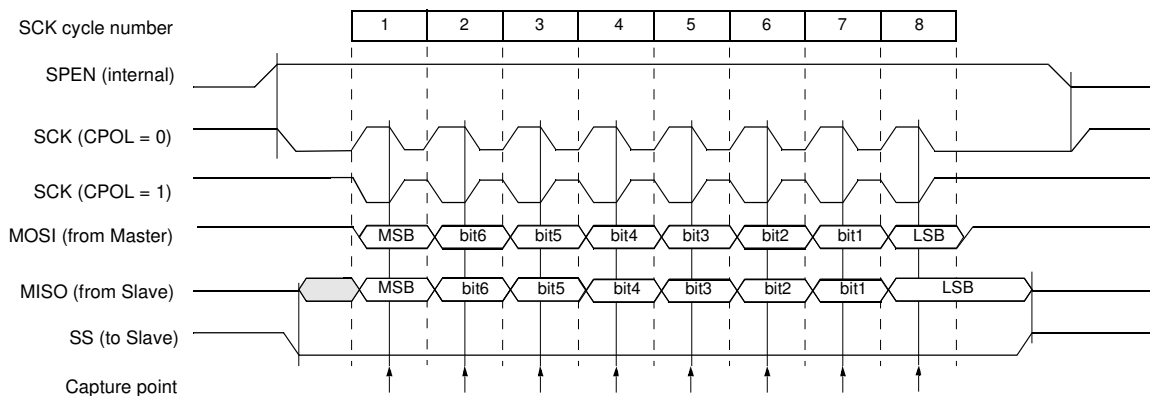 SCK cycle number 1 2 3 4 5 6 7 8
SPEN (internal)
SCK (CPOL = 0)
SCK (CPOL = 1)
MOSI (from Master) MSB bit6 bit5 bit4 bit3 bit2 bit1 LSB
MISO (from Slave) MSB bit6 bit5 bit4 bit3 bit2 bit1 LSB
SS (to Slave)
Capture point